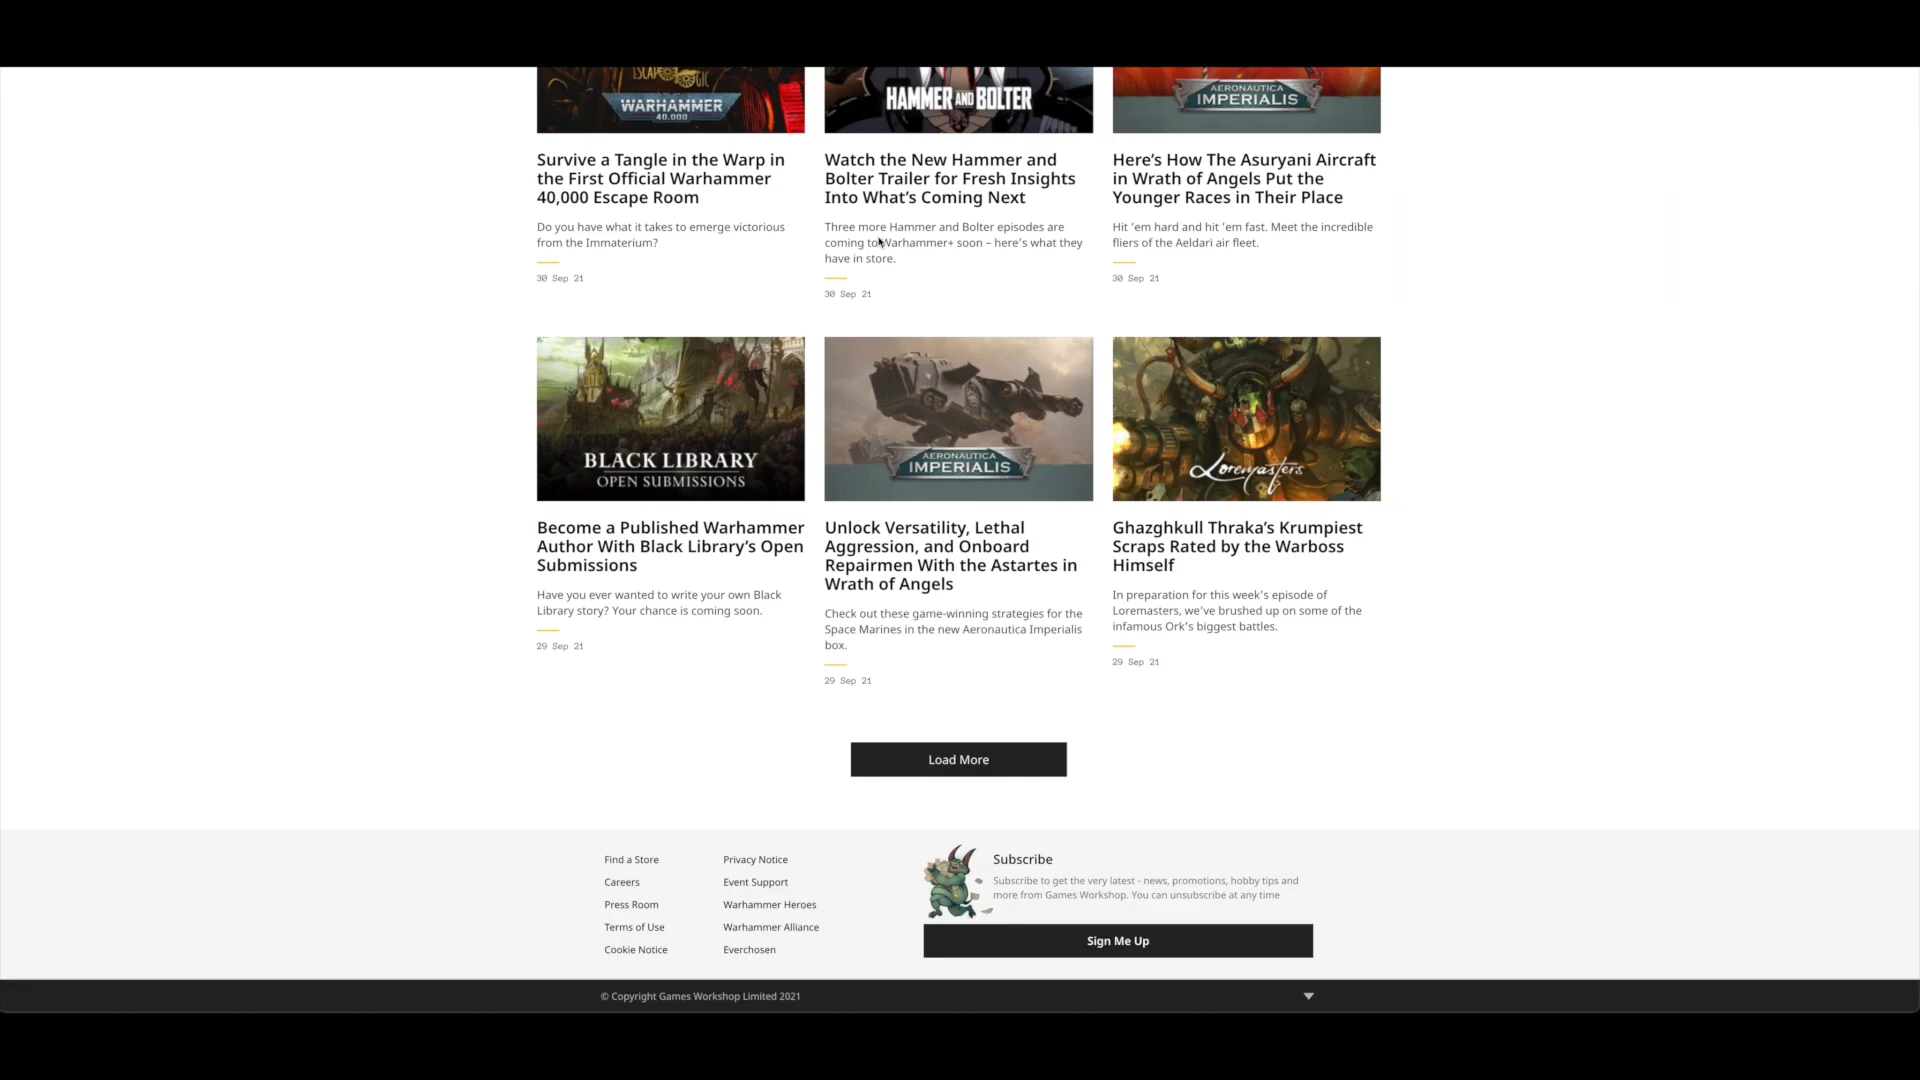 WARHAMMER
40,000
HAMMER AND BOLTER
AERONAUTICA
IMPERIALIS
Survive a Tangle in the Warp in
the First Official Warhammer
40,000 Escape Room
Do you have what it takes to emerge victorious
from the Immaterium?
30 Sep 21
Watch the New Hammer and
Bolter Trailer for Fresh Insights
Into What's Coming Next
Three more Hammer and Bolter episodes are
coming to Warhammer+ soon – here's what they
have in store.
30 Sep 21
Here's How The Asuryani Aircraft
in Wrath of Angels Put the
Younger Races in Their Place
Hit 'em hard and hit 'em fast. Meet the incredible
fliers of the Aeldari air fleet.
30 Sep 21
BLACK LIBRARY
OPEN SUBMISSIONS
Become a Published Warhammer
Author With Black Library's Open
Submissions
Have you ever wanted to write your own Black
Library story? Your chance is coming soon.
29 Sep 21
AERONAUTICA
IMPERIALIS
Unlock Versatility, Lethal
Aggression, and Onboard
Repairmen With the Astartes in
Wrath of Angels
Check out these game-winning strategies for the
Space Marines in the new Aeronautica Imperialis
box.
29 Sep 21
Loremasters
Ghazghkull Thraka's Krumpiest
Scraps Rated by the Warboss
Himself
In preparation for this week's episode of
Loremasters, we've brushed up on some of the
infamous Ork's biggest battles.
29 Sep 21
Load More
Find a Store
Careers
Press Room
Terms of Use
Cookie Notice
Privacy Notice
Event Support
Warhammer Heroes
Warhammer Alliance
Everchosen
Subscribe
Subscribe to get the very latest - news, promotions, hobby tips and
more from Games Workshop. You can unsubscribe at any time
Sign Me Up
© Copyright Games Workshop Limited 2021